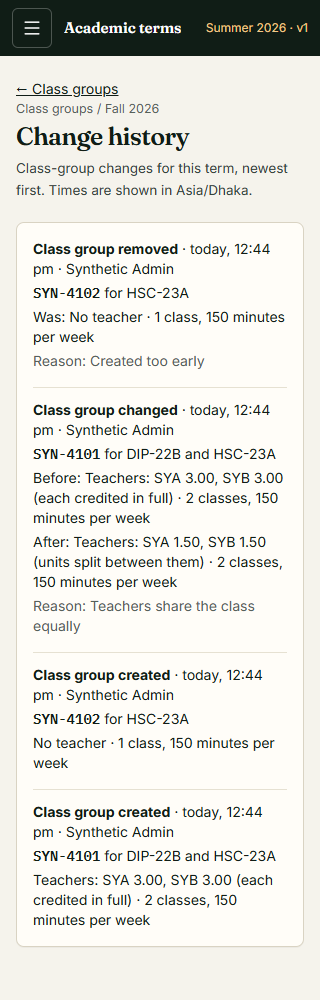 Academic terms
Summer 2026 · v1
← Class groups
Class groups / Fall 2026
Change history
Class-group changes for this term, newest
first. Times are shown in Asia/Dhaka.
Class group removed · today, 12:44
pm · Synthetic Admin
SYN-4102 for HSC-23A
Was: No teacher · 1 class, 150 minutes
per week
Reason: Created too early
Class group changed · today, 12:44
pm · Synthetic Admin
SYN-4101 for DIP-22B and HSC-23A
Before: Teachers: SYA 3.00, SYB 3.00
(each credited in full) · 2 classes, 150
minutes per week
After: Teachers: SYA 1.50, SYB 1.50
(units split between them) · 2 classes,
150 minutes per week
Reason: Teachers share the class
equally
Class group created · today, 12:44
pm · Synthetic Admin
SYN-4102 for HSC-23A
No teacher · 1 class, 150 minutes per
week
Class group created · today, 12:44
pm · Synthetic Admin
SYN-4101 for DIP-22B and HSC-23A
Teachers: SYA 3.00, SYB 3.00 (each
credited in full) · 2 classes, 150
minutes per week